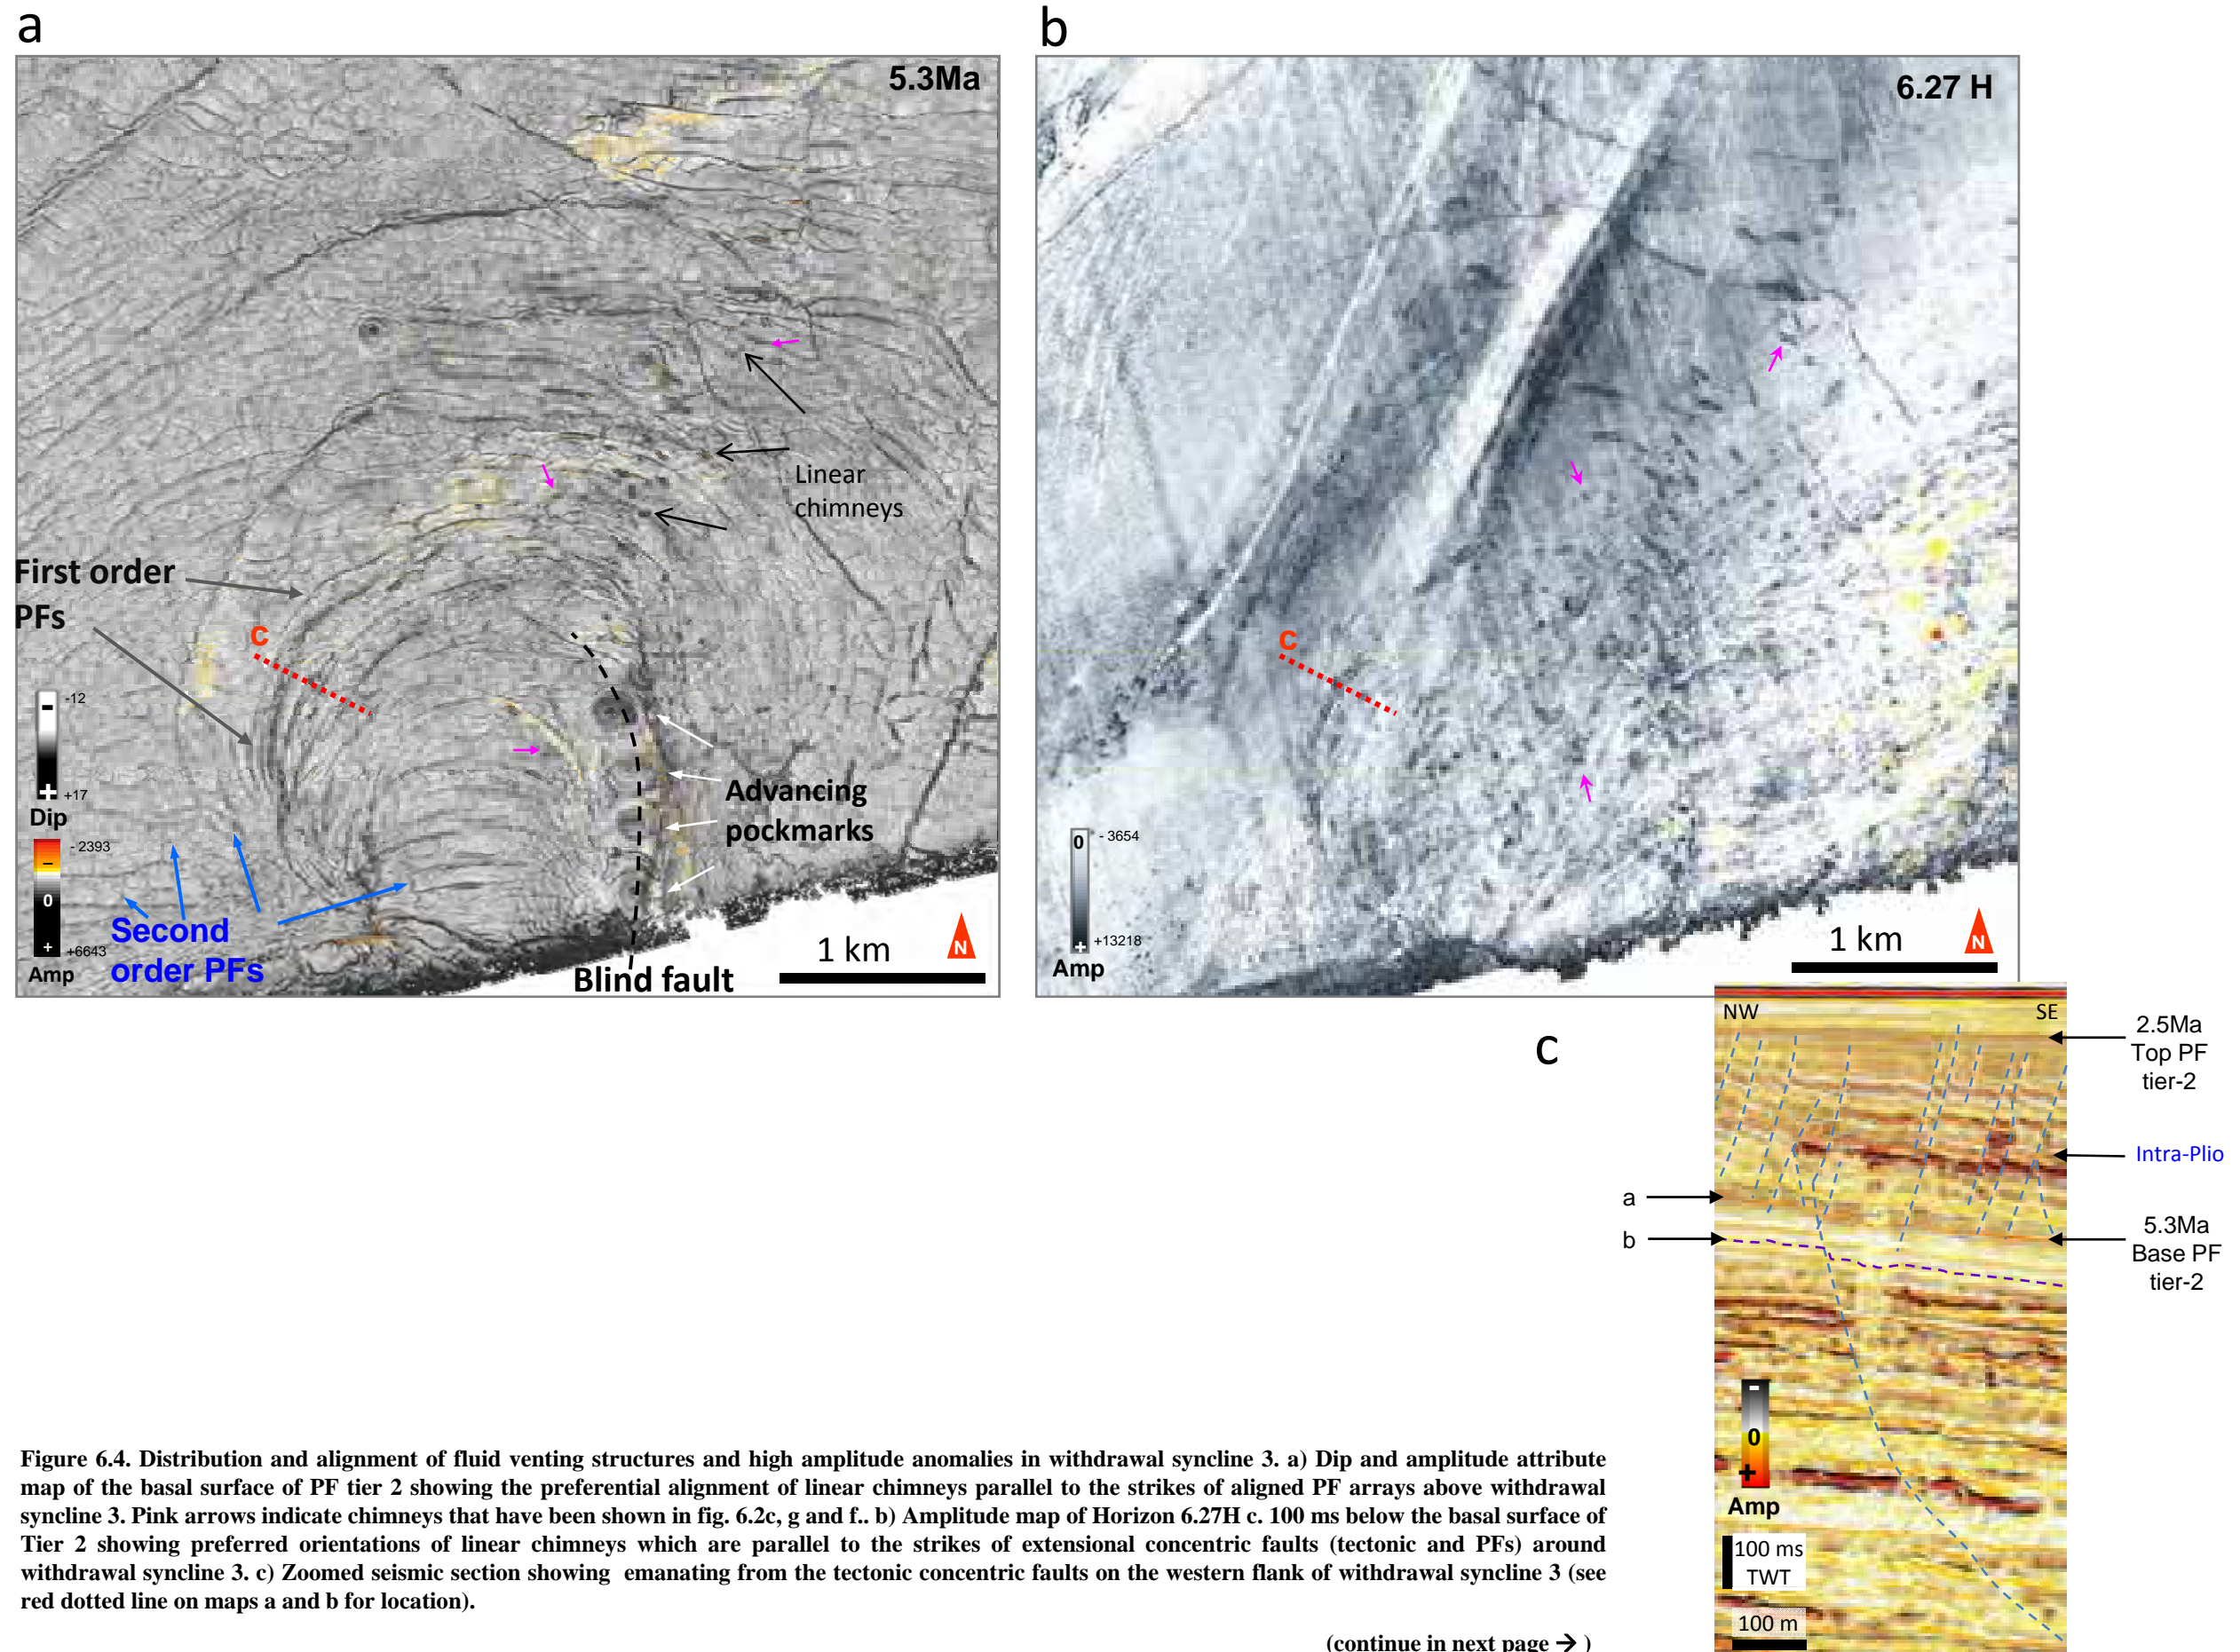 a
5.3Ma
Linear
chimneys
First order
PFs
c
-
-12
+
+17
Dip
- 2393
–
0
+
+6643
Amp
Advancing
pockmarks
Second
order PFs
Blind fault
1 km
N
b
6.27 H
c
0
- 3654
+
+13218
Amp
1 km
N
c
NW
SE
2.5Ma
Top PF
tier-2
Intra-Plio
a
b
5.3Ma
Base PF
tier-2
-
0
+
Amp
100 ms
TWT
100 m
Figure 6.4. Distribution and alignment of fluid venting structures and high amplitude anomalies in withdrawal syncline 3. a) Dip and amplitude attribute
map of the basal surface of PF tier 2 showing the preferential alignment of linear chimneys parallel to the strikes of aligned PF arrays above withdrawal
syncline 3. Pink arrows indicate chimneys that have been shown in fig. 6.2c, g and f.. b) Amplitude map of Horizon 6.27H c. 100 ms below the basal surface of
Tier 2 showing preferred orientations of linear chimneys which are parallel to the strikes of extensional concentric faults (tectonic and PFs) around
withdrawal syncline 3. c) Zoomed seismic section showing emanating from the tectonic concentric faults on the western flank of withdrawal syncline 3 (see
red dotted line on maps a and b for location).
(continue in next page → )